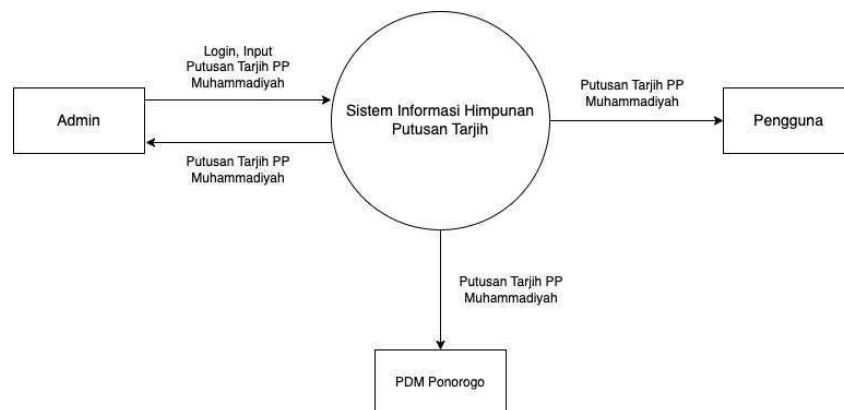 Login, Input
Putusan Tarjih PP
Muhammadiyah
Admin
Putusan Tarjih PP
Muhammadiyah
Sistem Informasi Himpunan
Putusan Tarjih
Putusan Tarjih PP
Muhammadiyah
Pengguna
Putusan Tarjih PP
Muhammadiyah
PDM Ponorogo